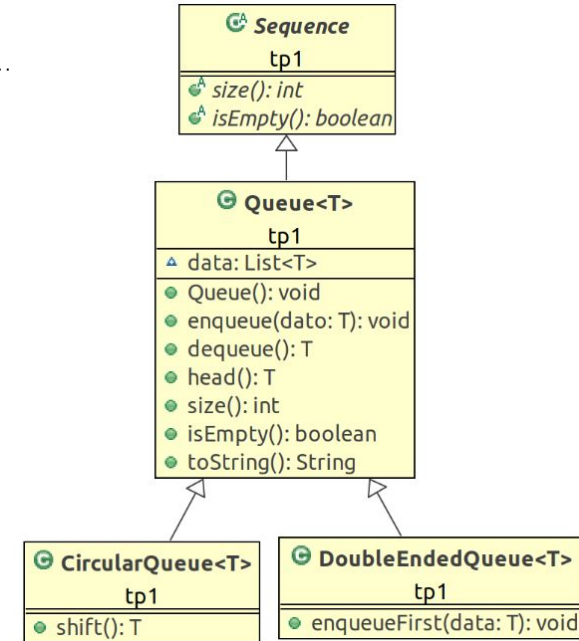 ..
Sequence
tp1
size(): int
isEmpty(): boolean
Queue<T>
tp1
data: List<T>
Queue(): void
enqueue(dato: T): void
dequeue(): T
head(): T
size(): int
isEmpty(): boolean
toString(): String
CircularQueue<T>
tp1
shift(): T
DoubleEndedQueue<T>
tp1
enqueueFirst(data: T): void